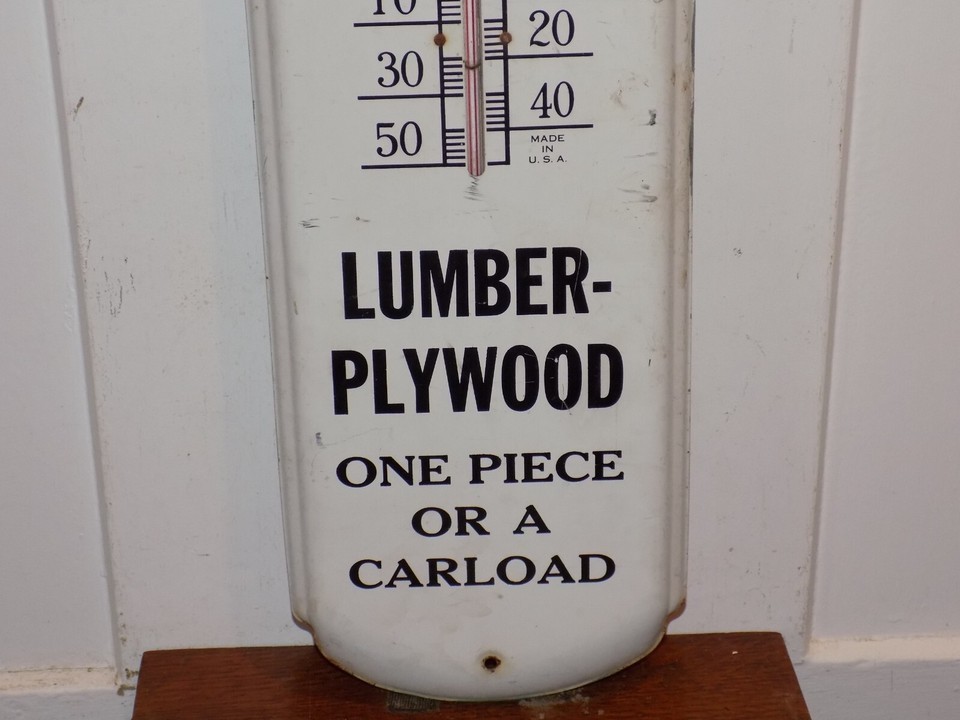 10
20
30
40
50
MADE
IN
U. S. A.
LUMBER-
PLYWOOD
ONE PIECE
OR A
CARLOAD